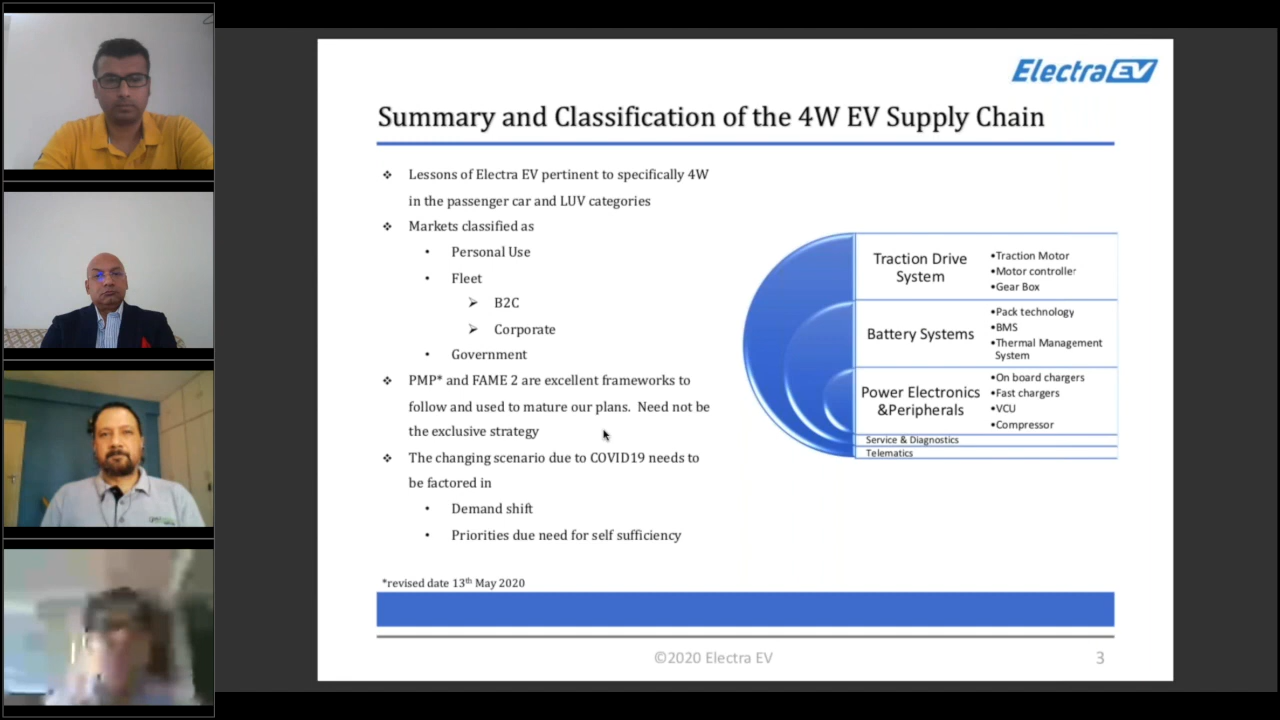 Electra EV
Summary and Classification of the 4W EV Supply Chain
❖ Lessons of Electra EV pertinent to specifically 4W
in the passenger car and LUV categories
❖ Markets classified as
• Personal Use
• Fleet
➢ B2C
➢ Corporate
• Government
❖ PMP* and FAME 2 are excellent frameworks to
follow and used to mature our plans. Need not be
the exclusive strategy
❖ The changing scenario due to COVID19 needs to
be factored in
• Demand shift
• Priorities due need for self sufficiency
Traction Drive
System
•Traction Motor
•Motor controller
•Gear Box
Battery Systems
•Pack technology
•BMS
•Thermal Management
System
Power Electronics
&Peripherals
•On board chargers
•Fast chargers
•VCU
•Compressor
Service & Diagnostics
Telematics
*revised date 13th May 2020
©2020 Electra EV
3